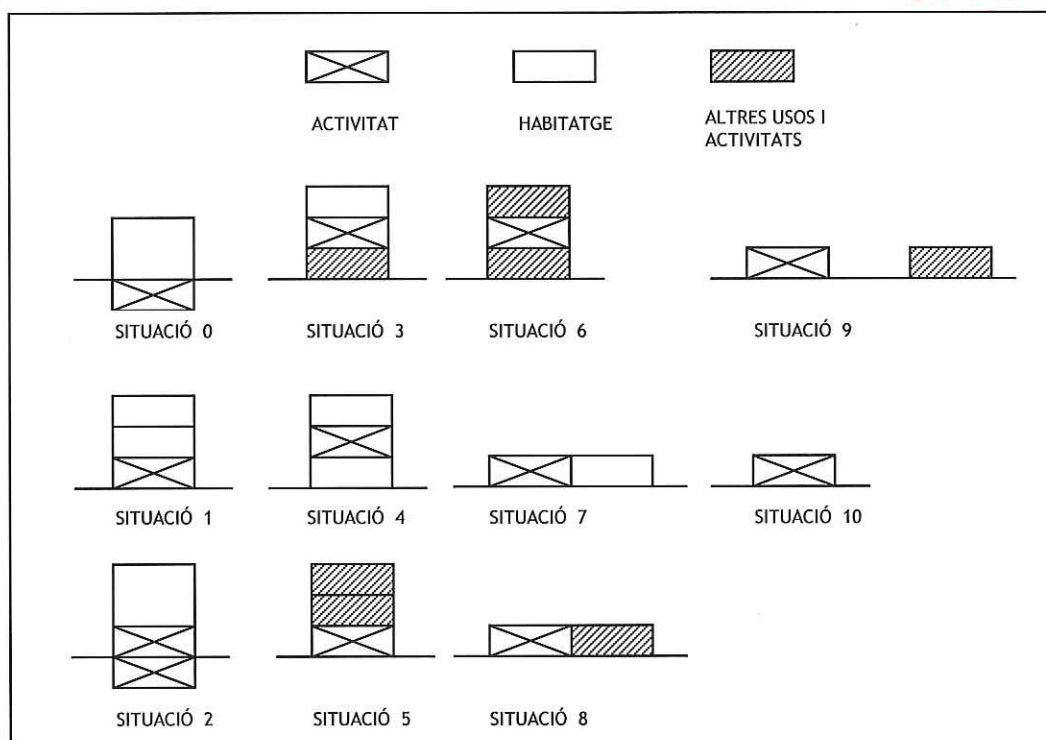 ACTIVITAT
HABITATGE
ALTRES USOS I
ACTIVITATS
SITUACIÓ 0
SITUACIÓ 3
SITUACIÓ 6
SITUACIÓ 9
SITUACIÓ 1
SITUACIÓ 4
SITUACIÓ 7
SITUACIÓ 10
SITUACIÓ 2
SITUACIÓ 5
SITUACIÓ 8